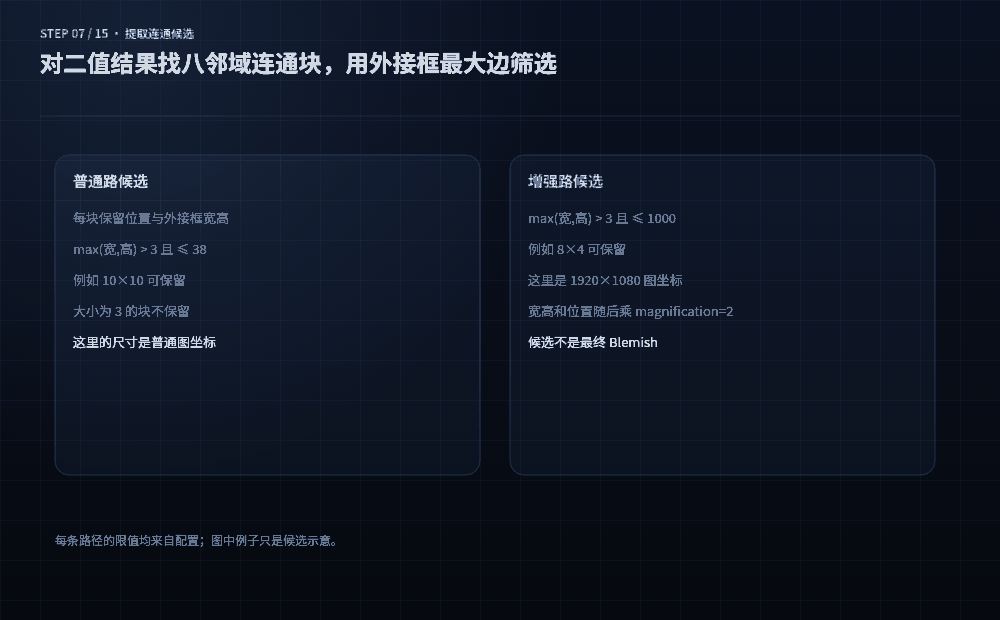 STEP 07 / 15 · 提取连通候选
对二值结果找八邻域连通块，用外接框最大边筛选
普通路候选
每块保留位置与外接框宽高
max(宽,高) > 3 且 ≤ 38
例如 10×10 可保留
大小为 3 的块不保留
这里的尺寸是普通图坐标
增强路候选
max(宽,高) > 3 且 ≤ 1000
例如 8×4 可保留
这里是 1920×1080 图坐标
宽高和位置随后乘 magnification=2
候选不是最终 Blemish
每条路径的限值均来自配置；图中例子只是候选示意。